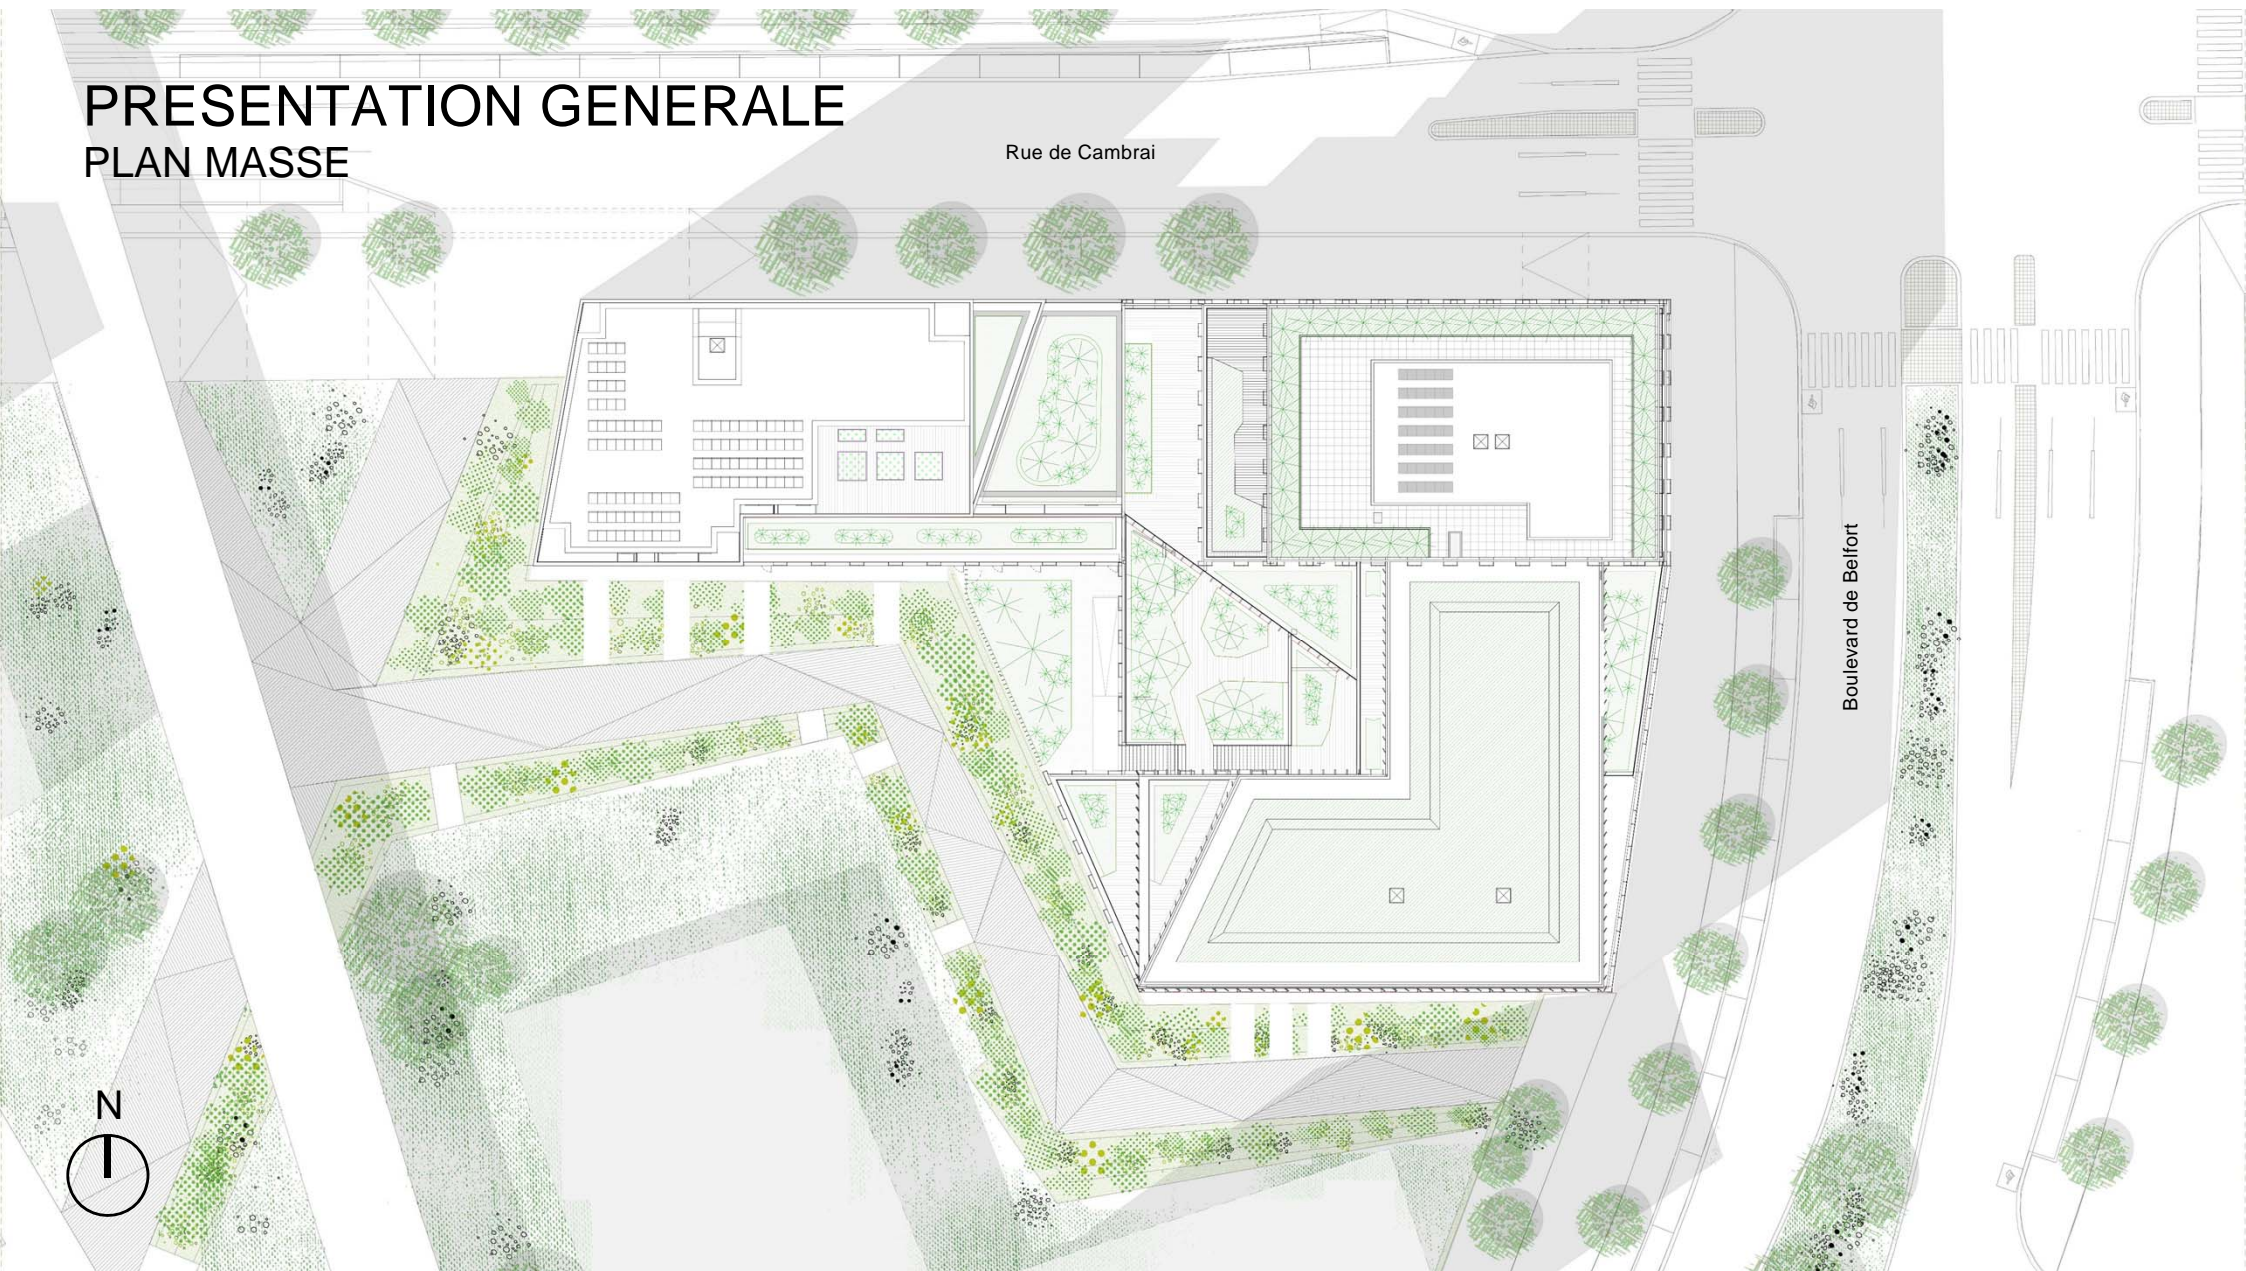 PRESENTATION GENERALE
PLAN MASSE
Rue de Cambrai
Boulevard de Belfort
N